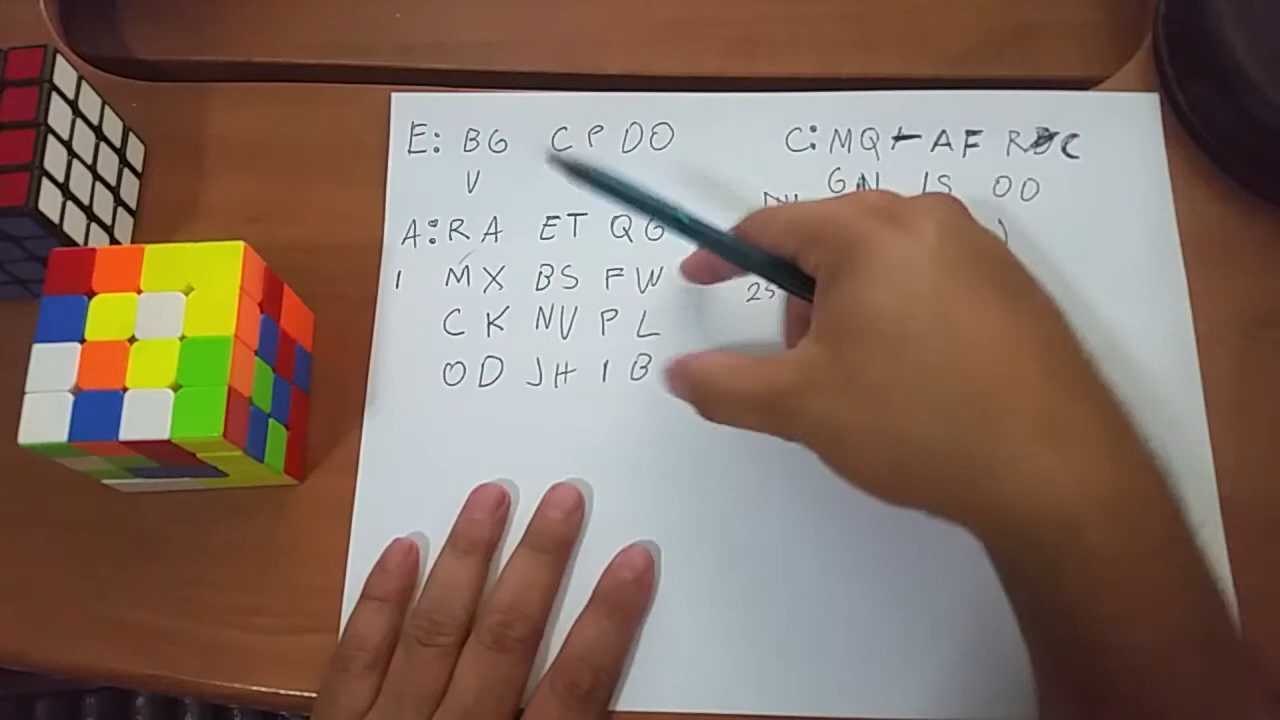 E: BG CP DO
V
A: RA ET QG
1 MX BS FW
CK NV PL
OD JH IB
C: MQ AF R C
GN IS OO
25